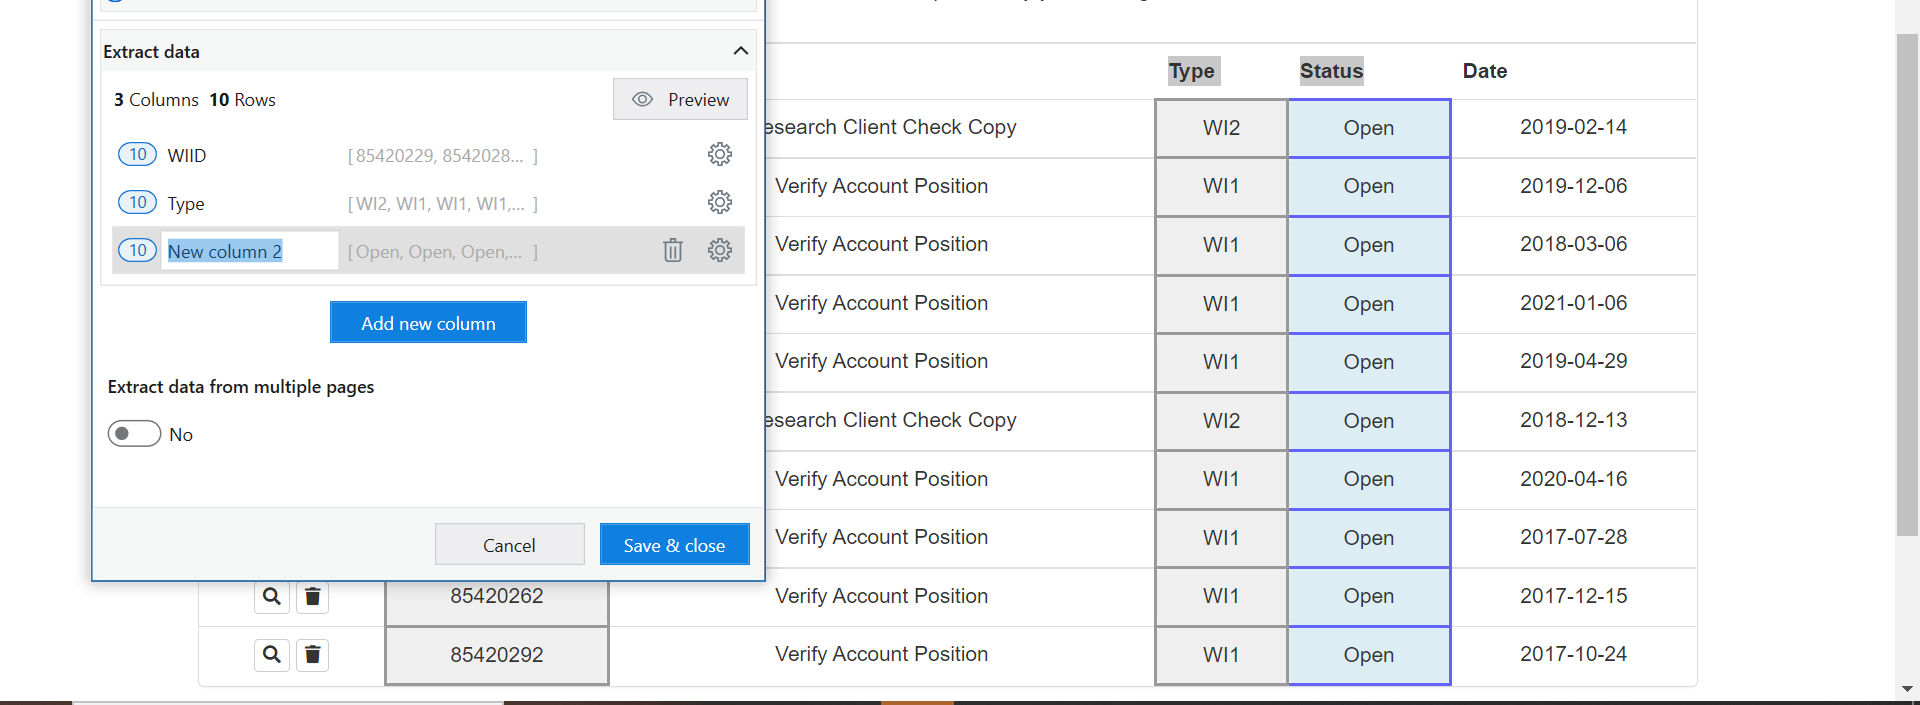 Extract data
3 Columns 10 Rows
Preview
10 WIID [ 85420229, 8542028... ]
10 Type [ WI2, WI1, WI1, WI1,... ]
10 New column 2 [ Open, Open, Open,... ]
Add new column
Extract data from multiple pages
No
Cancel Save & close
Type Status Date
esearch Client Check Copy WI2 Open 2019-02-14
Verify Account Position WI1 Open 2019-12-06
Verify Account Position WI1 Open 2018-03-06
Verify Account Position WI1 Open 2021-01-06
Verify Account Position WI1 Open 2019-04-29
esearch Client Check Copy WI2 Open 2018-12-13
Verify Account Position WI1 Open 2020-04-16
Verify Account Position WI1 Open 2017-07-28
85420262 Verify Account Position WI1 Open 2017-12-15
85420292 Verify Account Position WI1 Open 2017-10-24